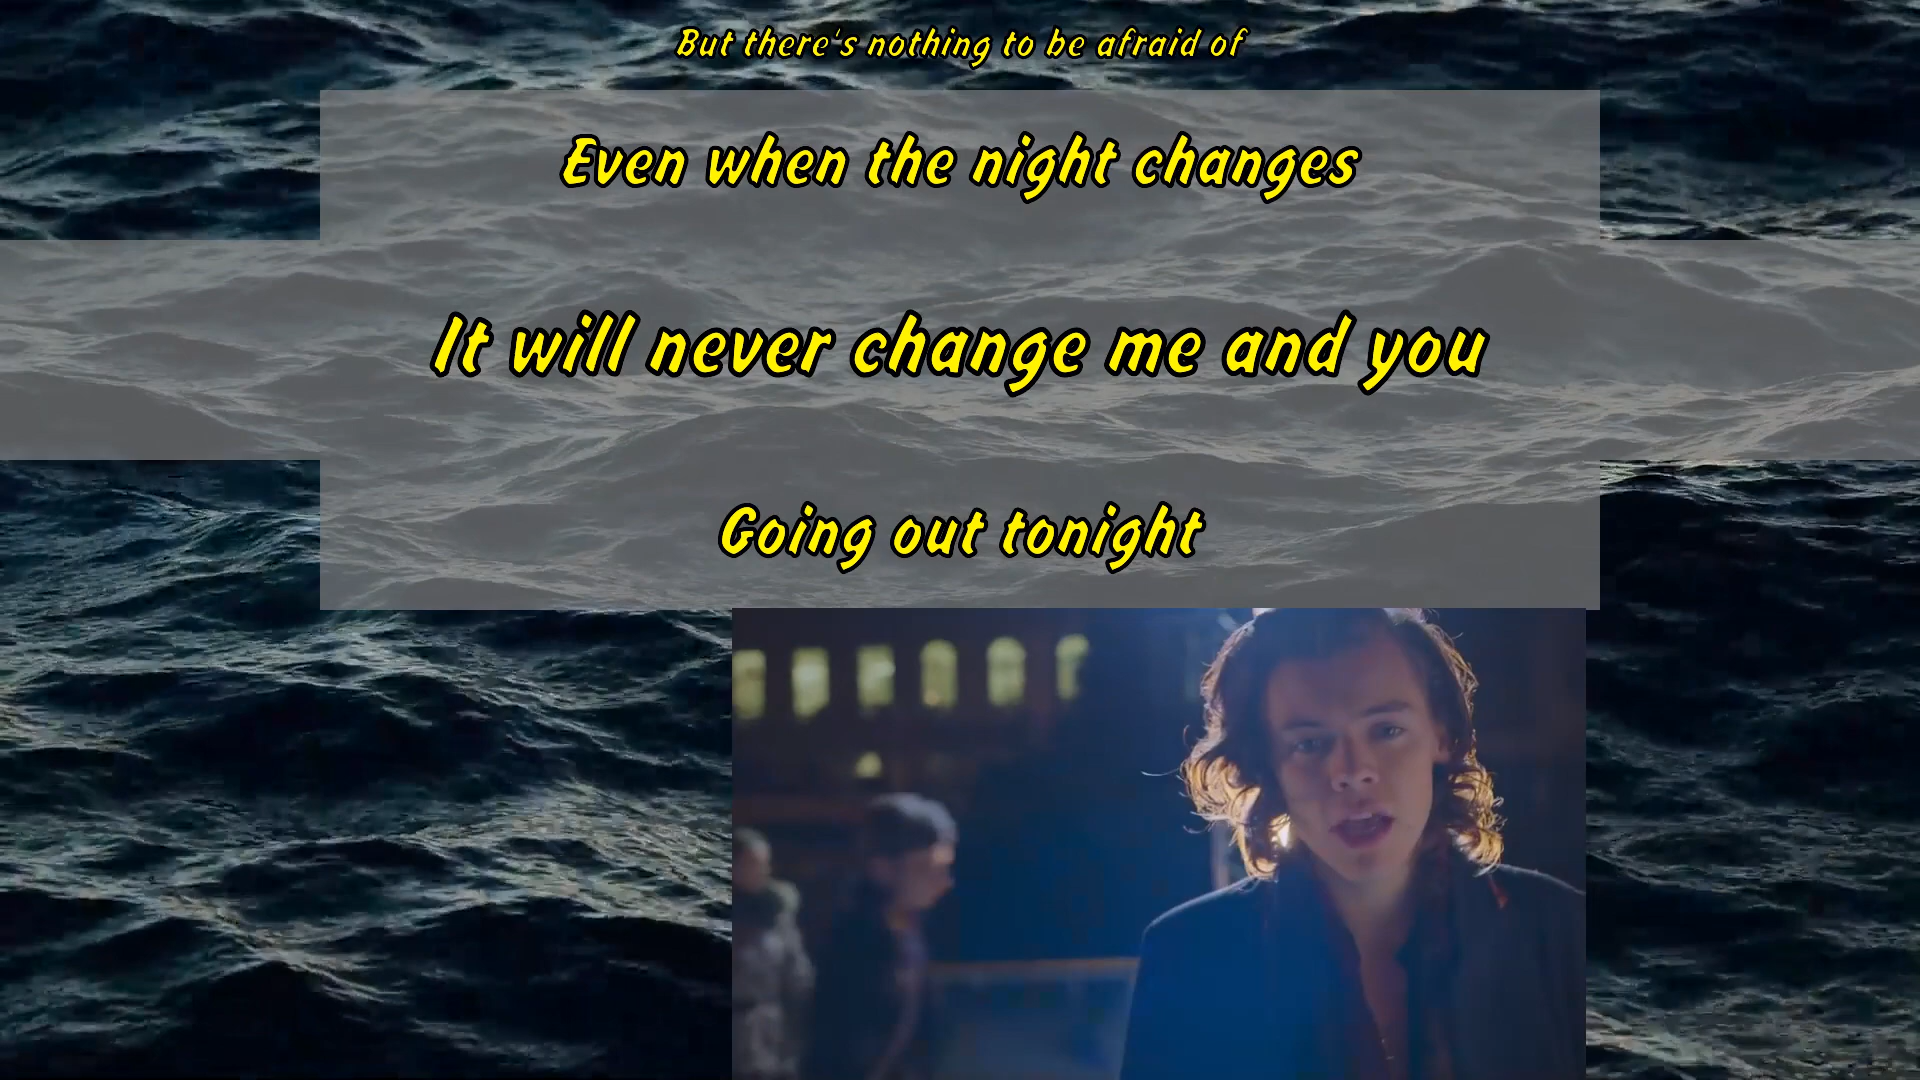 But there's nothing to be afraid of
Even when the night changes
It will never change me and you
Going out tonight